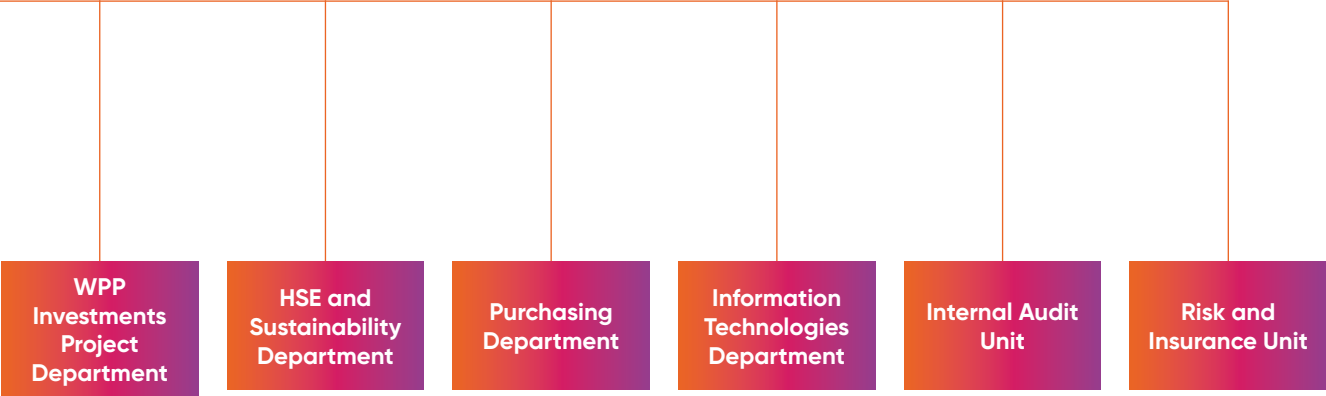 WPP
Investments
Project
Department
HSE and
Sustainability
Department
Purchasing
Department
Information
Technologies
Department
Internal Audit
Unit
Risk and
Insurance Unit